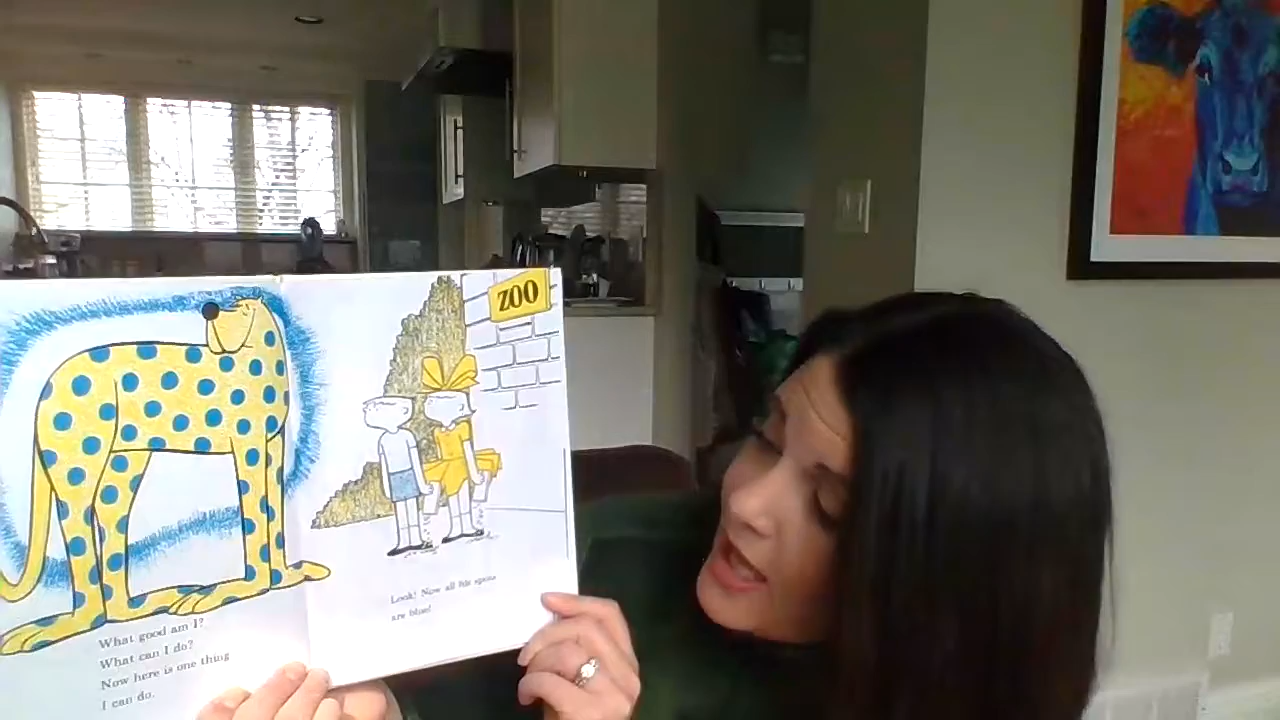 What good am I?
What can I do?
Now here is one thing
I can do.
ZOO
Look! Now all his spots
are blue!